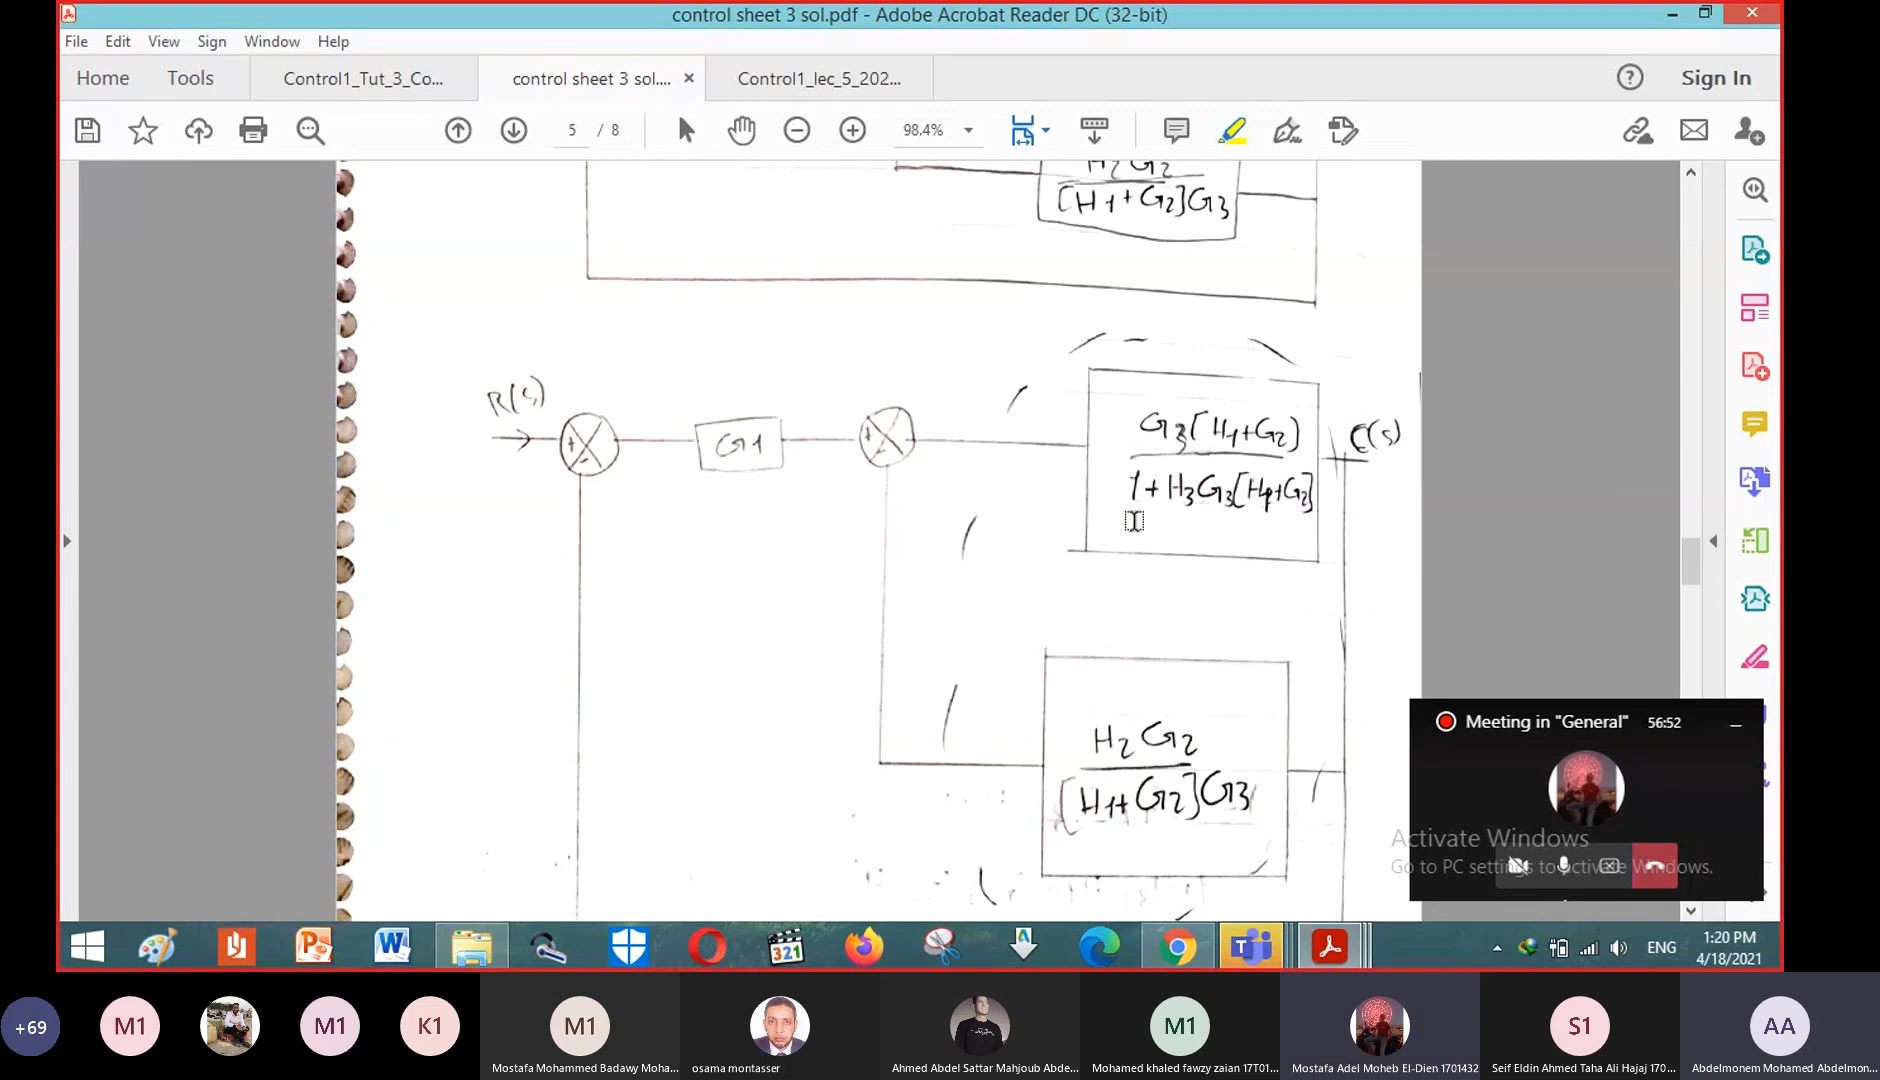 control sheet 3 sol.pdf - Adobe Acrobat Reader DC (32-bit)
File Edit View Sign Window Help
Home Tools Control1_Tut_3_Co... control sheet 3 sol.... × Control1_lec_5_202... Sign In
5 / 8 98.4%
H2 G2
[H1+G2]G3
R(s)
+
-
G1
+
-
G3[H1+G2]
1+H3G3[H1+G2]
C(s)
H2 G2
[H1+G2]G3
Meeting in "General" 56:52
Activate Windows
Go to PC settings to activate Windows.
321
ENG
1:20 PM
4/18/2021
+69 M1 M1 K1 M1 M1 S1 AA
Mostafa Mohammed Badawy Moha... osama montasser Ahmed Abdel Sattar Mahjoub Abde... Mohamed khaled fawzy zaian 17T01... Mostafa Adel Moheb El-Dien 1701432 Seif Eldin Ahmed Taha Ali Hajaj 170... Abdelmonem Mohamed Abdelmon...